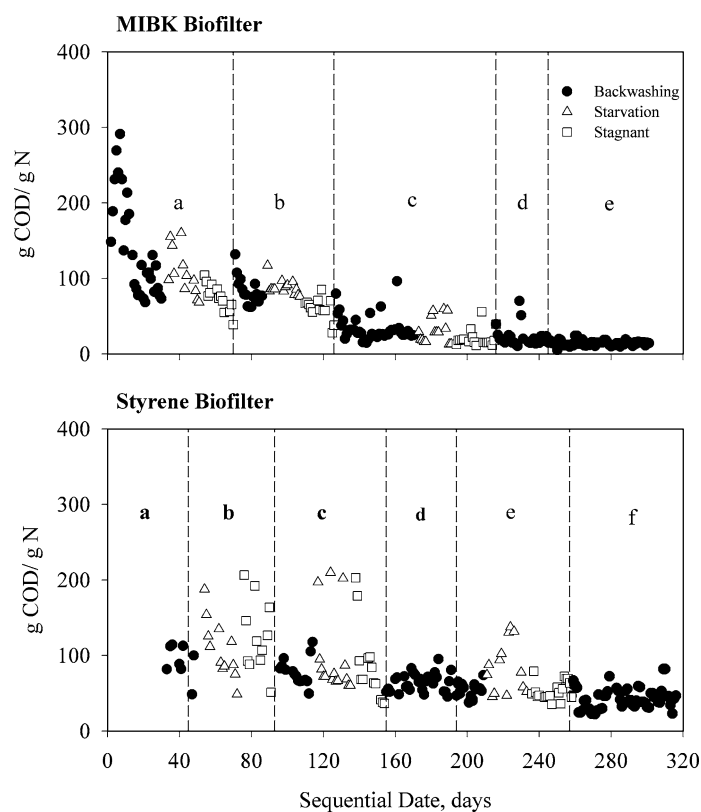 MIBK Biofilter
400
Backwashing
Starvation
Stagnant
300
g COD/ g N
200
a
b
c
d
e
100
0
Styrene Biofilter
400
300
a
b
c
d
e
f
g COD/ g N
200
100
0
0 40 80 120 160 200 240 280 320
Sequential Date, days